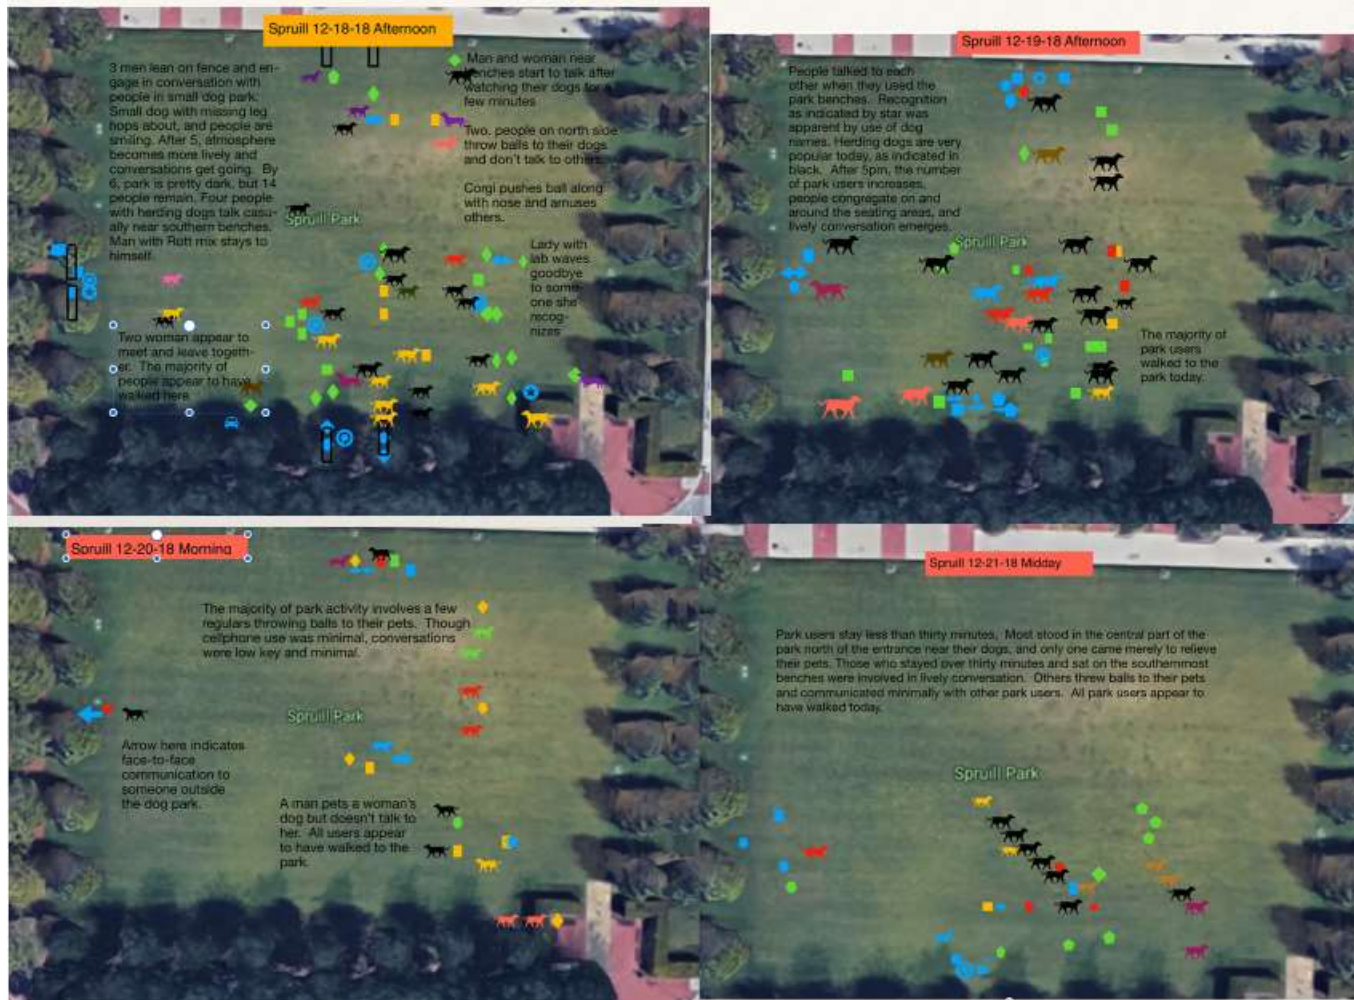 Spruill 12-18-18 Afternoon
3 men lean on fence and en-
gage in conversation with
people in small dog park.
Small dog with missing leg
hops about, and people are
smiling. After 5, atmosphere
becomes more lively and
conversations get going. By
6, park is pretty dark, but 14
people remain. Four people
with herding dogs talk casu-
ally near southern benches.
Man with Rott mix stays to
himself.
Man and woman near
benches start to talk after
watching their dogs for a
few minutes
Two. people on north side
throw balls to their dogs
and don't talk to others.
Corgi pushes ball along
with nose and amuses
others.
Spruill Park
Lady with
lab waves
goodbye
to some-
one she
recog-
nizes
Two woman appear to
meet and leave togeth-
er. The majority of
people appear to have
walked here
Spruill 12-19-18 Afternoon
People talked to each
other when they used the
park benches. Recognition
as indicated by star was
apparent by use of dog
names. Herding dogs are very
popular today, as indicated in
black. After 5pm, the number
of park users increases,
people congregate on and
around the seating areas, and
lively conversation emerges.
Spruill Park
The majority of
park users
walked to the
park today.
Spruill 12-20-18 Morning
The majority of park activity involves a few
regulars throwing balls to their pets. Though
cellphone use was minimal, conversations
were low key and minimal.
Spruill Park
Arrow here indicates
face-to-face
communication to
someone outside
the dog park.
A man pets a woman's
dog but doesn't talk to
her. All users appear
to have walked to the
park.
Spruill 12-21-18 Midday
Park users stay less than thirty minutes. Most stood in the central part of the
park north of the entrance near their dogs, and only one came merely to relieve
their pets. Those who stayed over thirty minutes and sat on the southernmost
benches were involved in lively conversation. Others threw balls to their pets
and communicated minimally with other park users. All park users appear to
have walked today.
Spruill Park